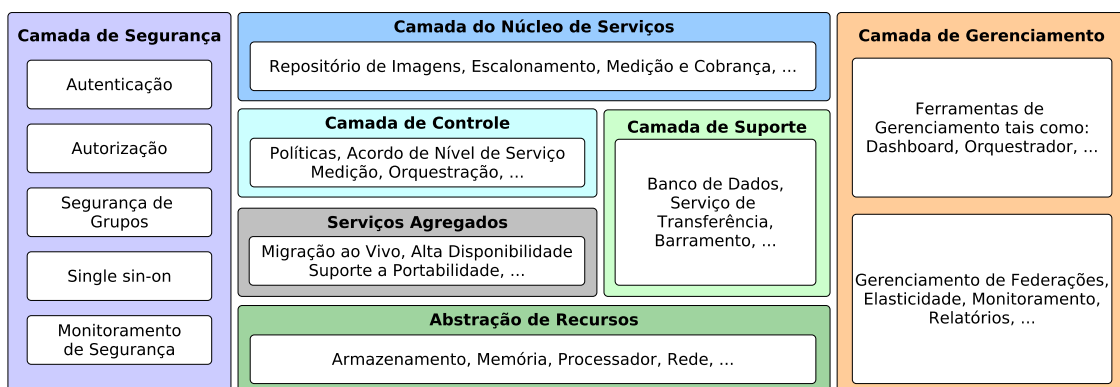 Camada de Segurança
Autenticação
Autorização
Segurança de
Grupos
Single sin-on
Monitoramento
de Segurança
Camada do Núcleo de Serviços
Repositório de Imagens, Escalonamento, Medição e Cobrança, ...
Camada de Controle
Políticas, Acordo de Nível de Serviço
Medição, Orquestração, ...
Serviços Agregados
Migração ao Vivo, Alta Disponibilidade
Suporte a Portabilidade, ...
Camada de Suporte
Banco de Dados,
Serviço de
Transferência,
Barramento, ...
Abstração de Recursos
Armazenamento, Memória, Processador, Rede, ...
Camada de Gerenciamento
Ferramentas de
Gerenciamento tais como:
Dashboard, Orquestrador, ...
Gerenciamento de Federações,
Elasticidade, Monitoramento,
Relatórios, ...